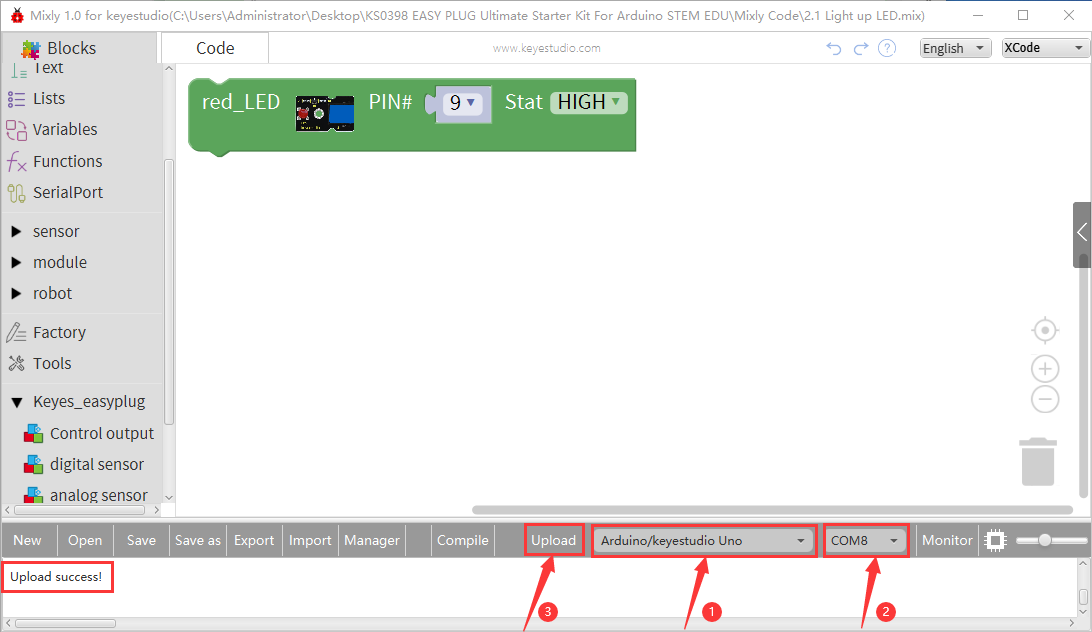 Mixly 1.0 for keyestudio(C:\Users\Administrator\Desktop\KS0398 EASY PLUG Ultimate Starter Kit For Arduino STEM EDU\Mixly Code\2.1 Light up LED.mix)
Blocks
Code
www.keyestudio.com
English
XCode
Text
Lists
Variables
Functions
SerialPort
sensor
module
robot
Factory
Tools
Keyes_easyplug
Control output
digital sensor
analog sensor
red_LED PIN# 9 Stat HIGH
New Open Save Save as Export Import Manager Compile Upload Arduino/keyestudio Uno COM8 Monitor
Upload success!
3 1 2